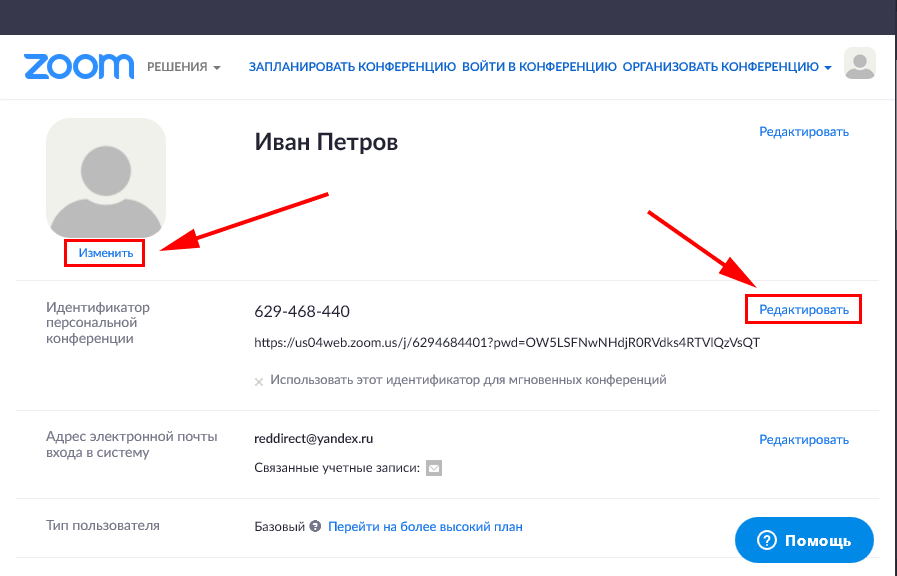 zoom РЕШЕНИЯ ЗАПЛАНИРОВАТЬ КОНФЕРЕНЦИЮ ВОЙТИ В КОНФЕРЕНЦИЮ ОРГАНИЗОВАТЬ КОНФЕРЕНЦИЮ
Иван Петров Редактировать
Изменить
Идентификатор
персональной
конференции
629-468-440 Редактировать
https://us04web.zoom.us/j/6294684401?pwd=OW5LSFNwNHdjR0RVdks4RTVlQzVsQT
Использовать этот идентификатор для мгновенных конференций
Адрес электронной почты
входа в систему
reddirect@yandex.ru Редактировать
Связанные учетные записи:
Тип пользователя Базовый ? Перейти на более высокий план
? Помощь